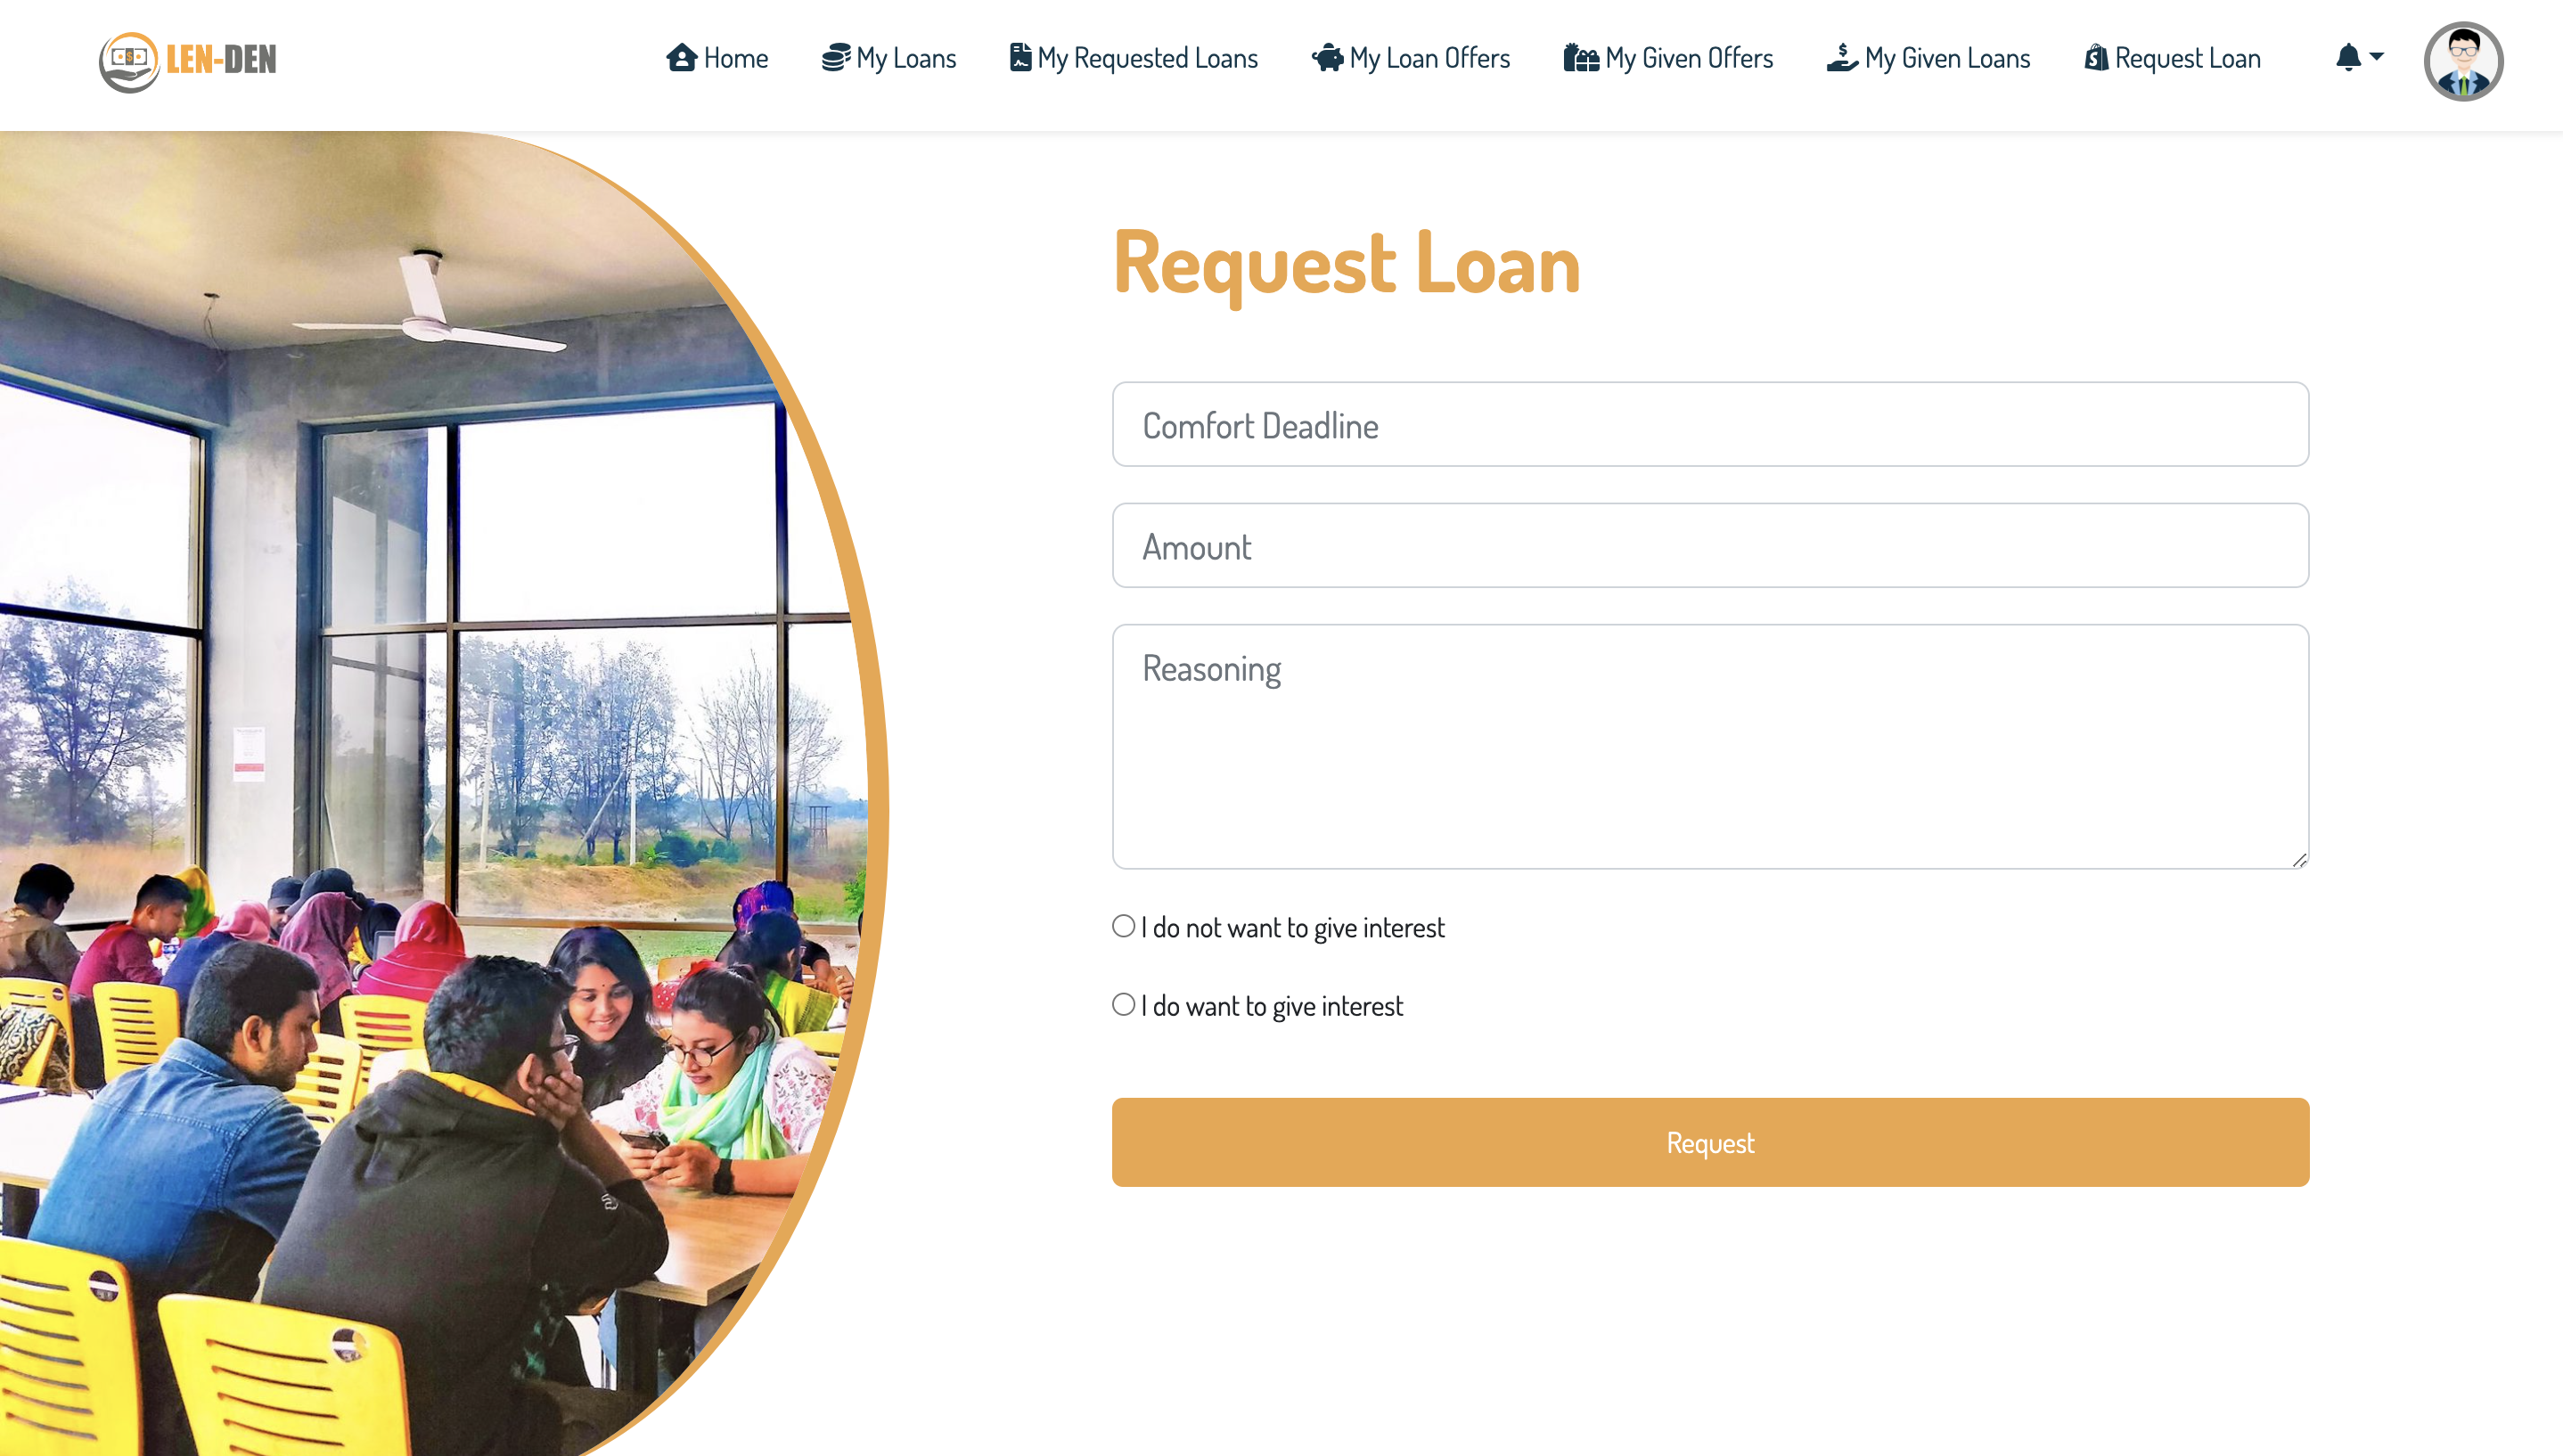 LEN-DEN
Home
My Loans
My Requested Loans
My Loan Offers
My Given Offers
My Given Loans
Request Loan
Request Loan
Comfort Deadline
Amount
Reasoning
I do not want to give interest
I do want to give interest
Request